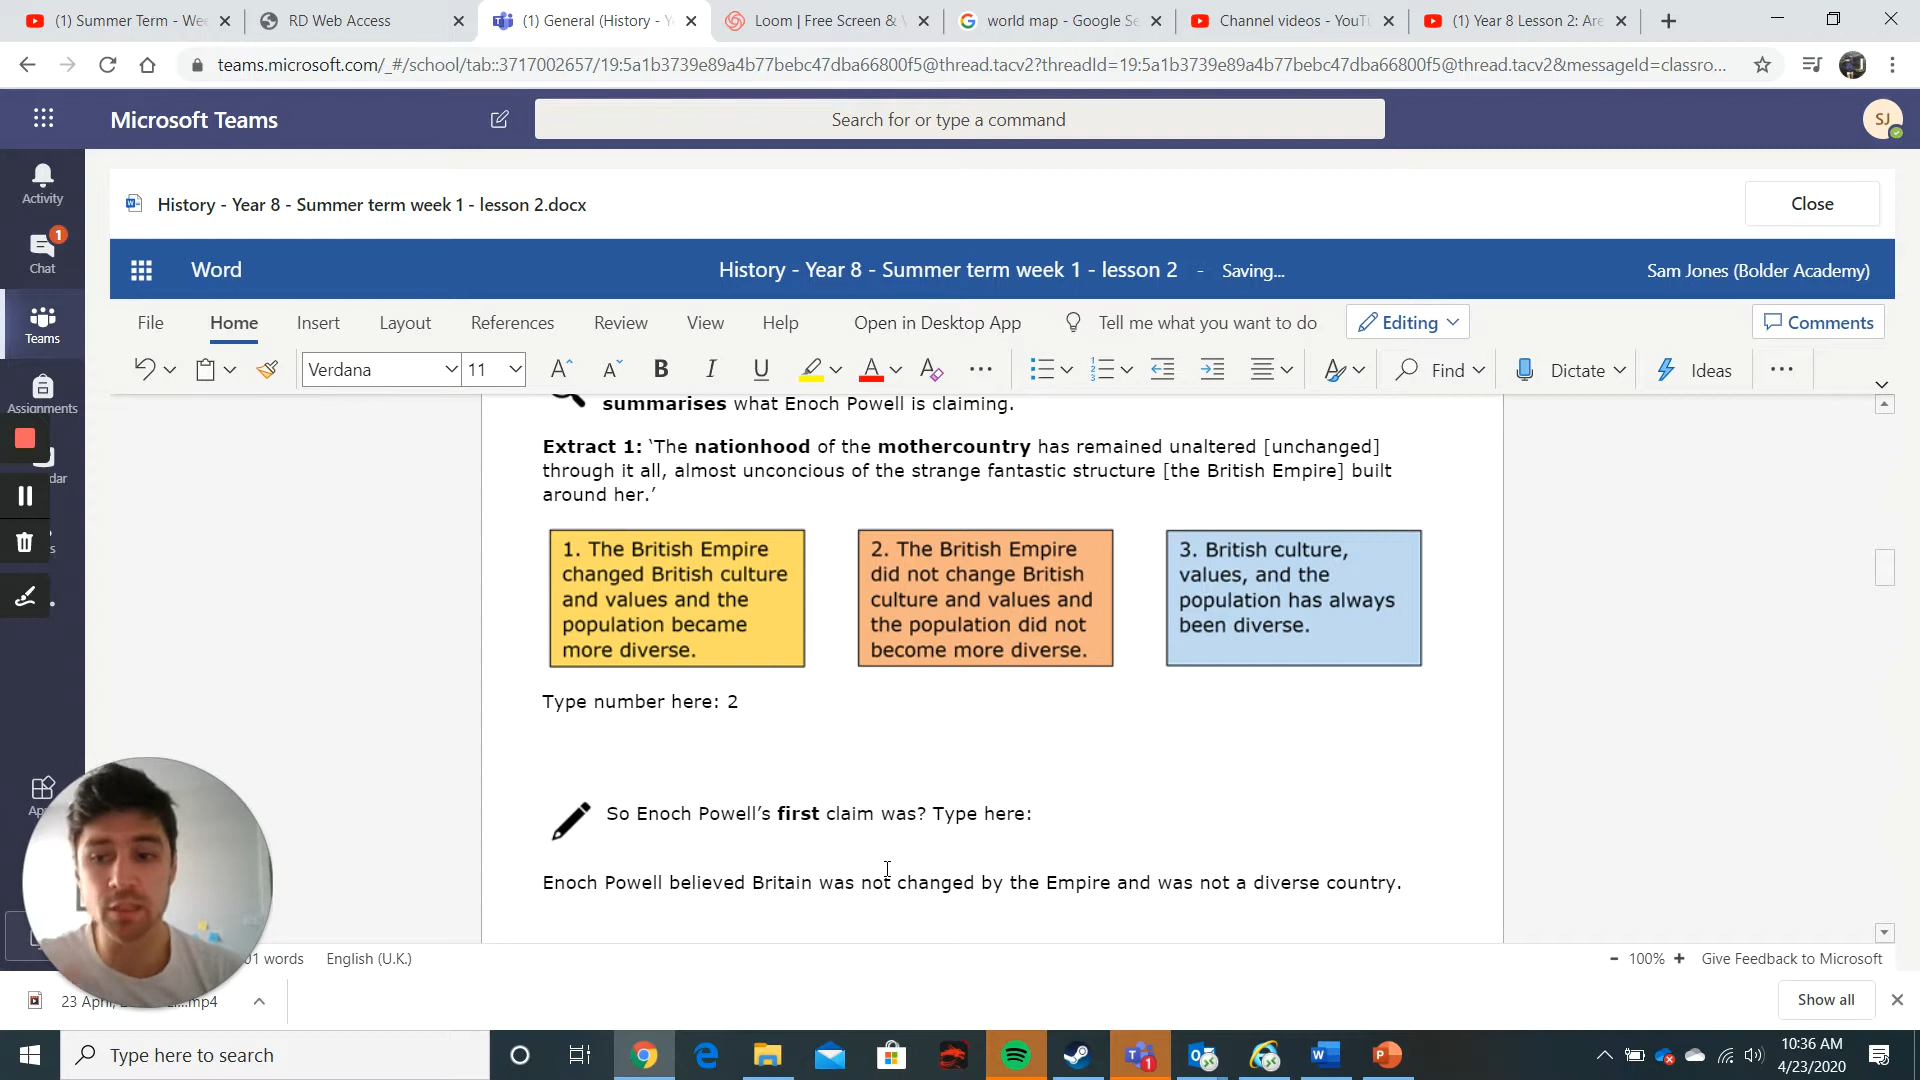 (1) Summer Term - Wee
RD Web Access
(1) General (History - Ye
Loom | Free Screen & V
world map - Google Se
Channel videos - YouTu
(1) Year 8 Lesson 2: Are
teams.microsoft.com/_#/school/tab::3717002657/19:5a1b3739e89a4b77bebc47dba66800f5@thread.tacv2?threadId=19:5a1b3739e89a4b77bebc47dba66800f5@thread.tacv2&messageId=classro...
Microsoft Teams
Search for or type a command
SJ
Activity
Chat
1
Teams
Assignments
History - Year 8 - Summer term week 1 - lesson 2.docx
Close
Word
History - Year 8 - Summer term week 1 - lesson 2 - Saving...
Sam Jones (Bolder Academy)
File Home Insert Layout References Review View Help Open in Desktop App Tell me what you want to do Editing Comments
Verdana 11 B I U A Find Dictate Ideas
summarises what Enoch Powell is claiming.
Extract 1: ‘The nationhood of the mothercountry has remained unaltered [unchanged]
through it all, almost unconcious of the strange fantastic structure [the British Empire] built
around her.’
1. The British Empire
changed British culture
and values and the
population became
more diverse.
2. The British Empire
did not change British
culture and values and
the population did not
become more diverse.
3. British culture,
values, and the
population has always
been diverse.
Type number here: 2
So Enoch Powell’s first claim was? Type here:
Enoch Powell believed Britain was not changed by the Empire and was not a diverse country.
01 words
English (U.K.)
100%
Give Feedback to Microsoft
23 April, mp4
Show all
Type here to search
10:36 AM
4/23/2020